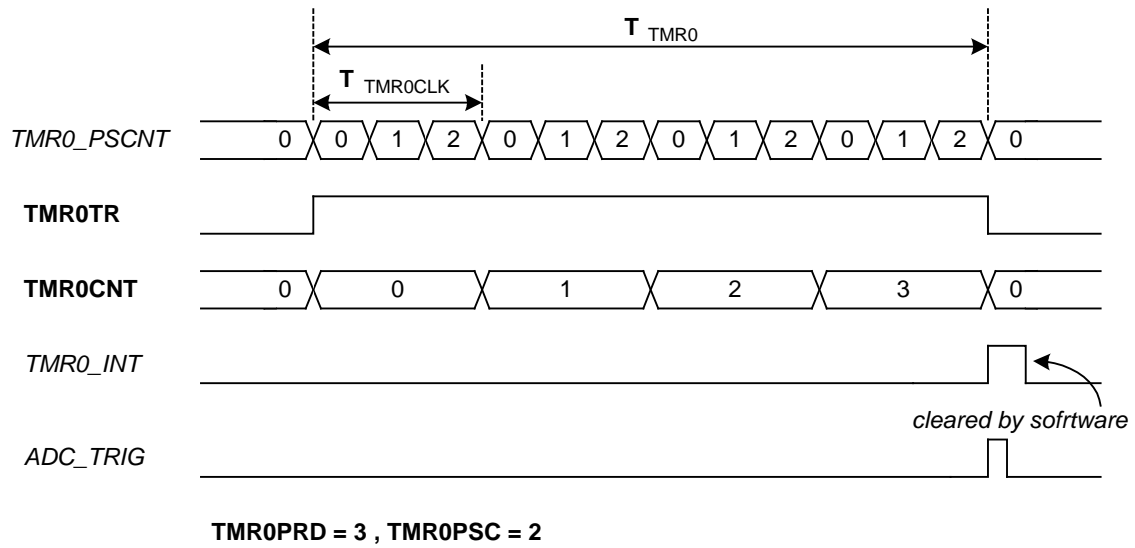 T TMR0
T TMR0CLK
TMR0_PSCNT 0 0 1 2 0 1 2 0 1 2 0 1 2 0
TMR0TR
TMR0CNT 0 0 1 2 3 0
TMR0_INT
cleared by sofrtware
ADC_TRIG
TMR0PRD = 3 , TMR0PSC = 2